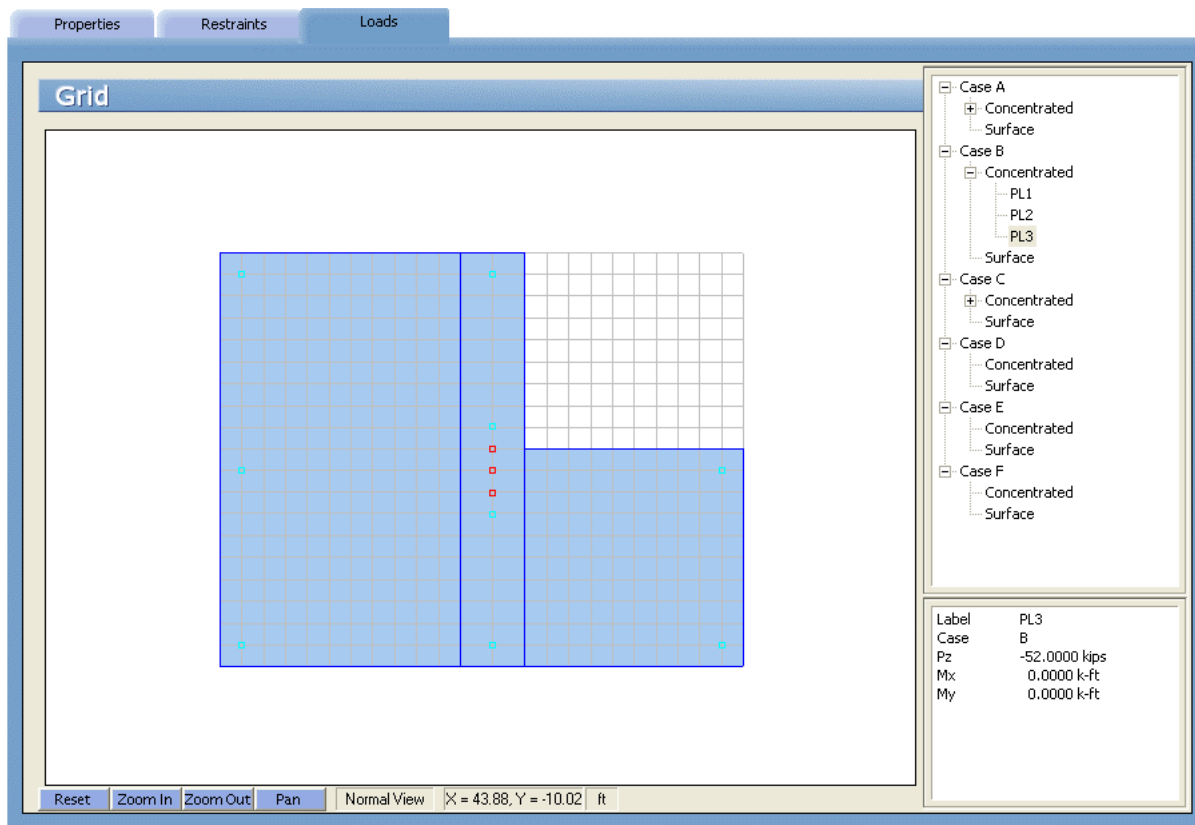 Properties Restraints Loads
Grid
Case A
Concentrated
Surface
Case B
Concentrated
PL1
PL2
PL3
Surface
Case C
Concentrated
Surface
Case D
Concentrated
Surface
Case E
Concentrated
Surface
Case F
Concentrated
Surface
Label PL3
Case B
Pz -52.0000 kips
Mx 0.0000 k-ft
My 0.0000 k-ft
Reset Zoom In Zoom Out Pan Normal View X = 43.88, Y = -10.02 ft